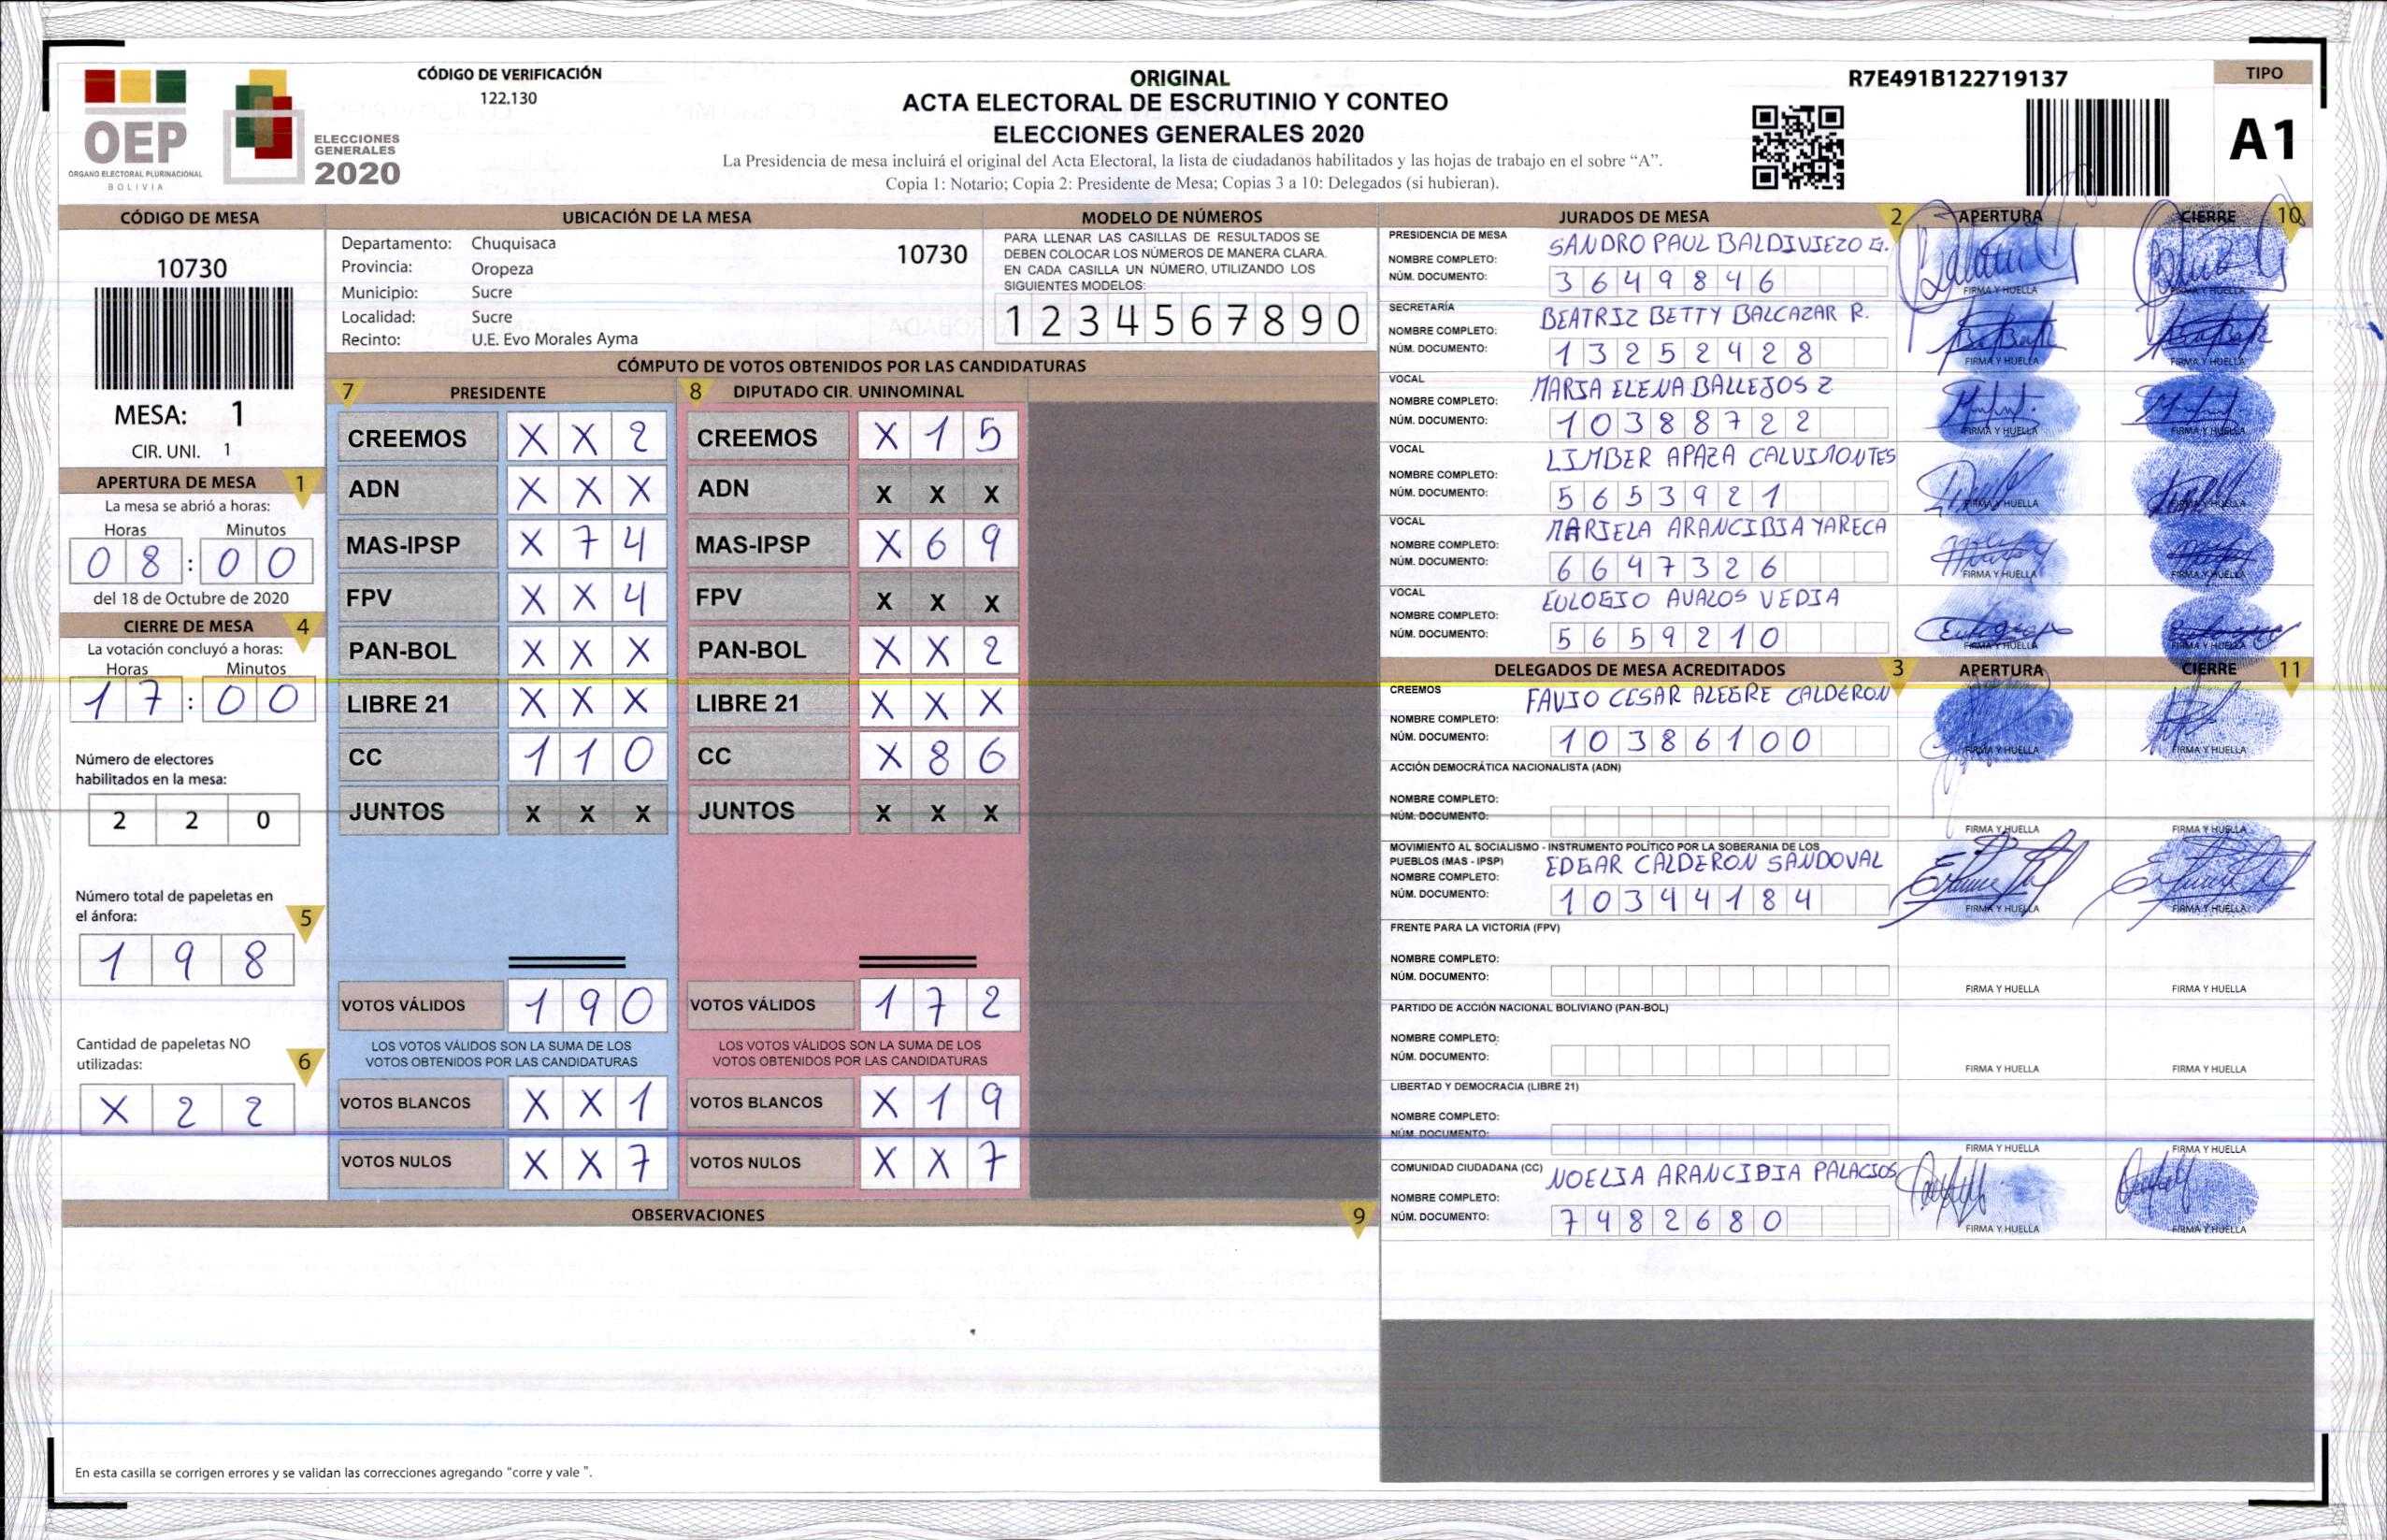 OEP
ÓRGANO ELECTORAL PLURINACIONAL
BOLIVIA
ELECCIONES
GENERALES
2020
CÓDIGO DE VERIFICACIÓN
122.130
ORIGINAL
ACTA ELECTORAL DE ESCRUTINIO Y CONTEO
ELECCIONES GENERALES 2020
La Presidencia de mesa incluirá el original del Acta Electoral, la lista de ciudadanos habilitados y las hojas de trabajo en el sobre “A”.
Copia 1: Notario; Copia 2: Presidente de Mesa; Copias 3 a 10: Delegados (si hubieran).
R7E491B122719137
TIPO
A1
CÓDIGO DE MESA
10730
MESA: 1
CIR. UNI. 1
APERTURA DE MESA 1
La mesa se abrió a horas:
Horas Minutos
0 8 : 0 0
del 18 de Octubre de 2020
CIERRE DE MESA 4
La votación concluyó a horas:
Horas Minutos
1 7 : 0 0
Número de electores
habilitados en la mesa:
2 2 0
Número total de papeletas en
el ánfora: 5
1 9 8
Cantidad de papeletas NO
utilizadas: 6
X 2 2
UBICACIÓN DE LA MESA
Departamento: Chuquisaca 10730
Provincia: Oropeza
Municipio: Sucre
Localidad: Sucre
Recinto: U.E. Evo Morales Ayma
MODELO DE NÚMEROS
PARA LLENAR LAS CASILLAS DE RESULTADOS SE
DEBEN COLOCAR LOS NÚMEROS DE MANERA CLARA.
EN CADA CASILLA UN NÚMERO, UTILIZANDO LOS
SIGUIENTES MODELOS:
1 2 3 4 5 6 7 8 9 0
CÓMPUTO DE VOTOS OBTENIDOS POR LAS CANDIDATURAS
7 PRESIDENTE
CREEMOS X X 2
ADN X X X
MAS-IPSP X 7 4
FPV X X 4
PAN-BOL X X X
LIBRE 21 X X X
CC 1 1 0
JUNTOS X X X
VOTOS VÁLIDOS 1 9 0
LOS VOTOS VÁLIDOS SON LA SUMA DE LOS
VOTOS OBTENIDOS POR LAS CANDIDATURAS
VOTOS BLANCOS X X 1
VOTOS NULOS X X 7
8 DIPUTADO CIR. UNINOMINAL
CREEMOS X 1 5
ADN X X X
MAS-IPSP X 6 9
FPV X X X
PAN-BOL X X 2
LIBRE 21 X X X
CC X 8 6
JUNTOS X X X
VOTOS VÁLIDOS 1 7 2
LOS VOTOS VÁLIDOS SON LA SUMA DE LOS
VOTOS OBTENIDOS POR LAS CANDIDATURAS
VOTOS BLANCOS X 1 9
VOTOS NULOS X X 7
OBSERVACIONES 9
En esta casilla se corrigen errores y se validan las correcciones agregando “corre y vale ”.
JURADOS DE MESA 2 APERTURA CIERRE 10
PRESIDENCIA DE MESA
NOMBRE COMPLETO: SANDRO PAUL BALDIVIEZO G.
NÚM. DOCUMENTO: 3649846
FIRMA Y HUELLA FIRMA Y HUELLA
SECRETARÍA
NOMBRE COMPLETO: BEATRIZ BETTY BALCAZAR R.
NÚM. DOCUMENTO: 13252428
FIRMA Y HUELLA FIRMA Y HUELLA
VOCAL
NOMBRE COMPLETO: MARIA ELENA BALLEJOS Z
NÚM. DOCUMENTO: 10388722
FIRMA Y HUELLA FIRMA Y HUELLA
VOCAL
NOMBRE COMPLETO: LIMBER APAZA CALVIMONTES
NÚM. DOCUMENTO: 5653921
FIRMA Y HUELLA FIRMA Y HUELLA
VOCAL
NOMBRE COMPLETO: MARIELA ARANCIBIA YARECA
NÚM. DOCUMENTO: 6647326
FIRMA Y HUELLA FIRMA Y HUELLA
VOCAL
NOMBRE COMPLETO: EULOGIO AVALOS VEDIA
NÚM. DOCUMENTO: 5659210
FIRMA Y HUELLA FIRMA Y HUELLA
DELEGADOS DE MESA ACREDITADOS 3 APERTURA CIERRE 11
CREEMOS
NOMBRE COMPLETO: FAVIO CESAR ALEGRE CALDERON
NÚM. DOCUMENTO: 10386100
FIRMA Y HUELLA FIRMA Y HUELLA
ACCIÓN DEMOCRÁTICA NACIONALISTA (ADN)
NOMBRE COMPLETO:
NÚM. DOCUMENTO:
FIRMA Y HUELLA FIRMA Y HUELLA
MOVIMIENTO AL SOCIALISMO - INSTRUMENTO POLÍTICO POR LA SOBERANIA DE LOS
PUEBLOS (MAS - IPSP)
NOMBRE COMPLETO: EDGAR CALDERON SANDOVAL
NÚM. DOCUMENTO: 10344184
FIRMA Y HUELLA FIRMA Y HUELLA
FRENTE PARA LA VICTORIA (FPV)
NOMBRE COMPLETO:
NÚM. DOCUMENTO:
FIRMA Y HUELLA FIRMA Y HUELLA
PARTIDO DE ACCIÓN NACIONAL BOLIVIANO (PAN-BOL)
NOMBRE COMPLETO:
NÚM. DOCUMENTO:
FIRMA Y HUELLA FIRMA Y HUELLA
LIBERTAD Y DEMOCRACIA (LIBRE 21)
NOMBRE COMPLETO:
NÚM. DOCUMENTO:
FIRMA Y HUELLA FIRMA Y HUELLA
COMUNIDAD CIUDADANA (CC)
NOMBRE COMPLETO: NOELIA ARANCIBIA PALACIOS
NÚM. DOCUMENTO: 7482680
FIRMA Y HUELLA FIRMA Y HUELLA